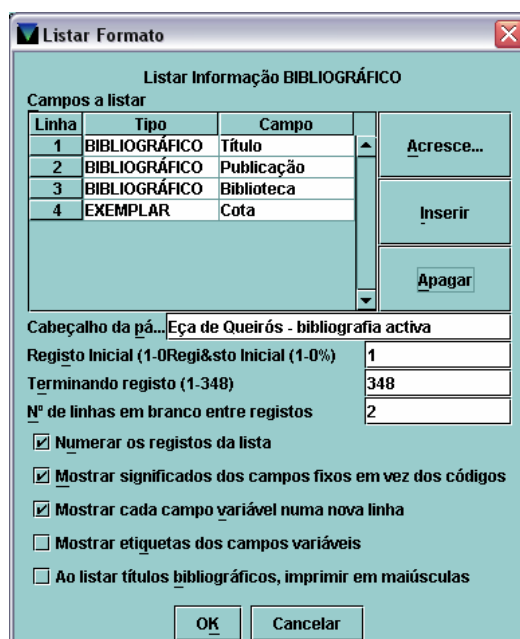 Listar Formato
Listar Informação BIBLIOGRÁFICO
Campos a listar
Linha Tipo Campo
1 BIBLIOGRÁFICO Título
2 BIBLIOGRÁFICO Publicação
3 BIBLIOGRÁFICO Biblioteca
4 EXEMPLAR Cota
Acresce...
Inserir
Apagar
Cabeçalho da pá... Eça de Queirós - bibliografia activa
Registo Inicial (1-0Regi&sto Inicial (1-0%) 1
Terminando registo (1-348) 348
Nº de linhas em branco entre registos 2
Numerar os registos da lista
Mostrar significados dos campos fixos em vez dos códigos
Mostrar cada campo variável numa nova linha
Mostrar etiquetas dos campos variáveis
Ao listar títulos bibliográficos, imprimir em maiúsculas
OK Cancelar